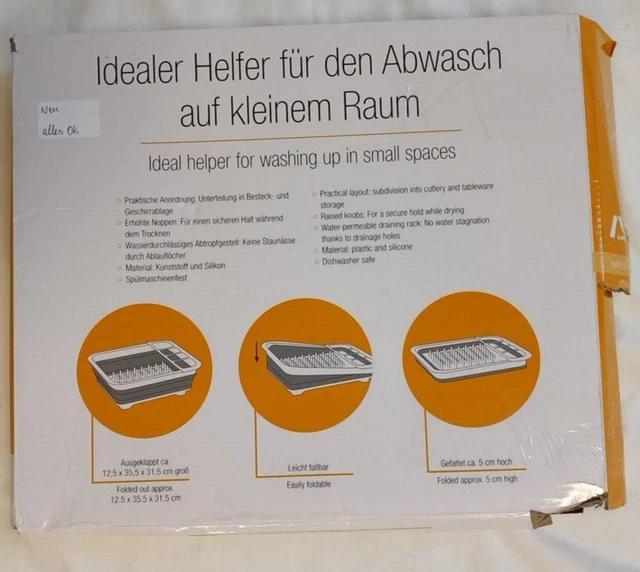 Idealer Helfer für den Abwasch
auf kleinem Raum
Neu
alles Ok
Ideal helper for washing up in small spaces
Praktische Anordnung: Unterteilung in Besteck- und
Geschirrablage
Erhöhte Noppen: Für einen sicheren Halt während
dem Trocknen
Wasserdurchlässiges Abtropfgestell: Keine Staunässe
durch Ablauflöcher
Material: Kunststoff und Silikon
Spülmaschinenfest
Practical layout: subdivision into cutlery and tableware
storage
Raised knobs: For a secure hold while drying
Water-permeable draining rack: No water stagnation
thanks to drainage holes
Material: plastic and silicone
Dishwasher safe
Ausgeklappt ca.
12,5 x 35,5 x 31,5 cm groß
Folded out approx.
12.5 x 35.5 x 31.5 cm
Leicht faltbar
Easily foldable
Gefaltet ca. 5 cm hoch
Folded approx. 5 cm high